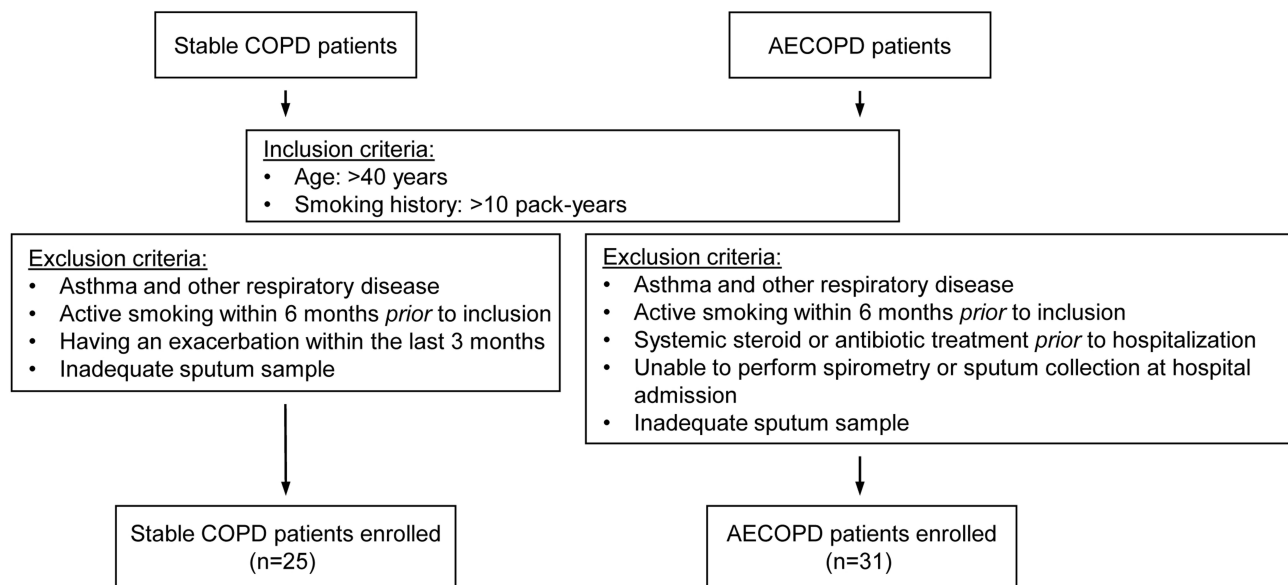 Stable COPD patients
AECOPD patients
Inclusion criteria:
• Age: >40 years
• Smoking history: >10 pack-years
Exclusion criteria:
• Asthma and other respiratory disease
• Active smoking within 6 months prior to inclusion
• Having an exacerbation within the last 3 months
• Inadequate sputum sample
Exclusion criteria:
• Asthma and other respiratory disease
• Active smoking within 6 months prior to inclusion
• Systemic steroid or antibiotic treatment prior to hospitalization
• Unable to perform spirometry or sputum collection at hospital
admission
• Inadequate sputum sample
Stable COPD patients enrolled
(n=25)
AECOPD patients enrolled
(n=31)